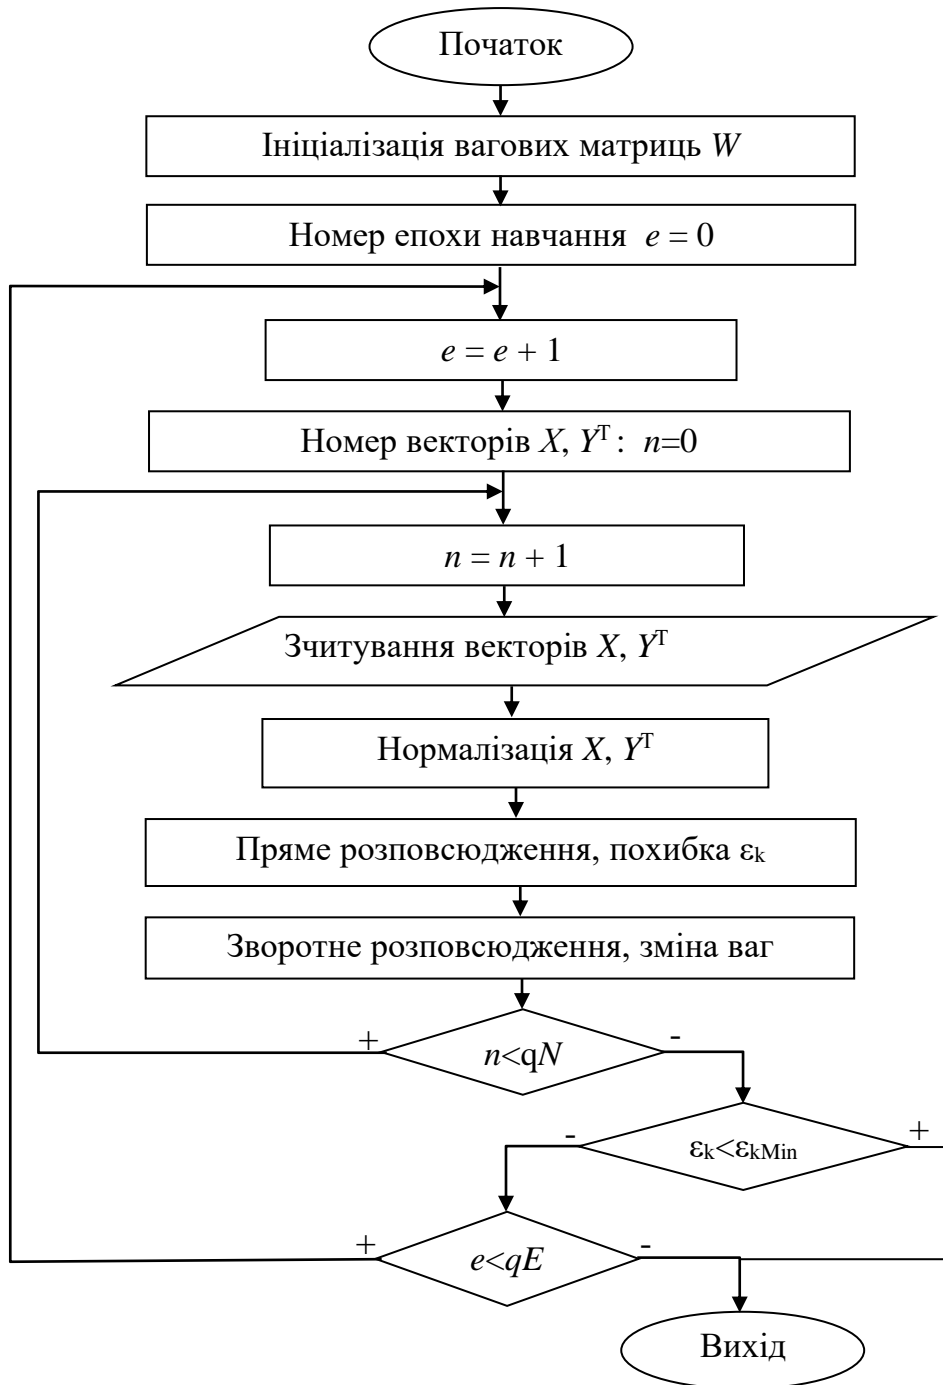 Початок
Ініціалізація вагових матриць W
Номер епохи навчання e = 0
e = e + 1
Номер векторів X, Yᵀ : n=0
n = n + 1
Зчитування векторів X, Yᵀ
Нормалізація X, Yᵀ
Пряме розповсюдження, похибка εₖ
Зворотне розповсюдження, зміна ваг
+
n<qN
-
-
εₖ<εkMin
+
+
e<qE
-
Вихід